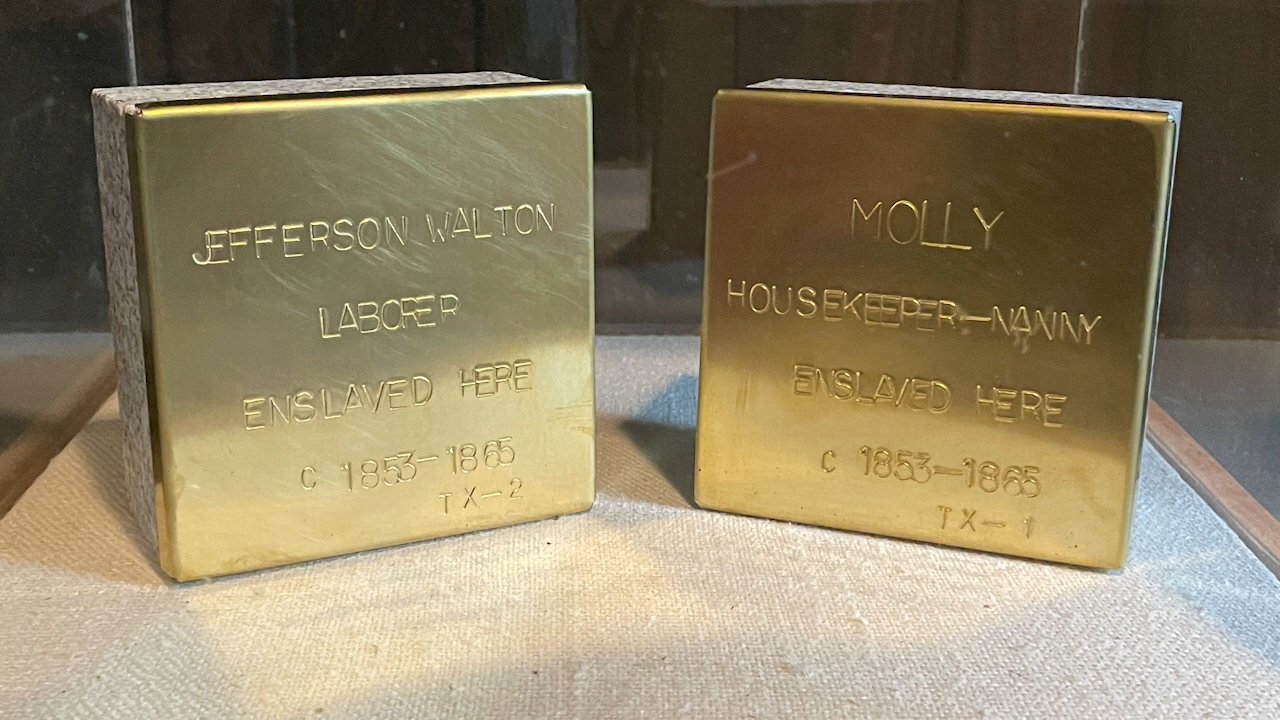 JEFFERSON WALTON
LABORER
ENSLAVED HERE
C 1853-1865
TX-2
MOLLY
HOUSEKEEPER-NANNY
ENSLAVED HERE
C 1853-1865
TX-1